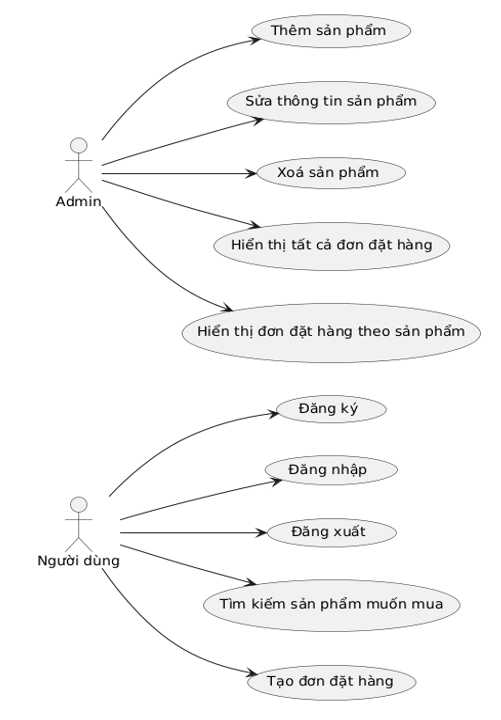 Thêm sản phẩm
Sửa thông tin sản phẩm
Xoá sản phẩm
Admin
Hiển thị tất cả đơn đặt hàng
Hiển thị đơn đặt hàng theo sản phẩm
Đăng ký
Đăng nhập
Đăng xuất
Người dùng
Tìm kiếm sản phẩm muốn mua
Tạo đơn đặt hàng